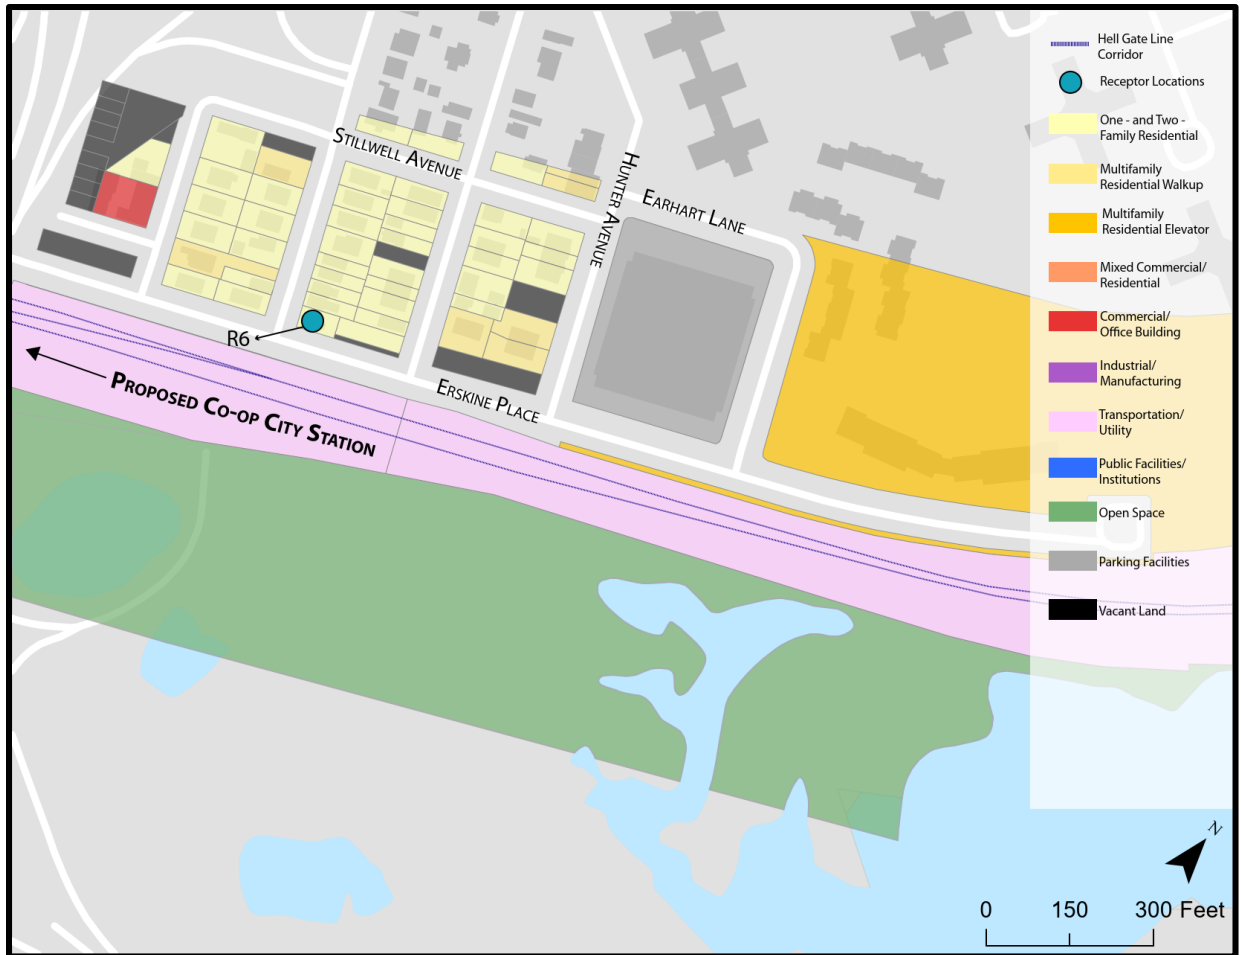 Hell Gate Line
Corridor
Receptor Locations
One - and Two -
Family Residential
Multifamily
Residential Walkup
Multifamily
Residential Elevator
Mixed Commercial/
Residential
Commercial/
Office Building
Industrial/
Manufacturing
Transportation/
Utility
Public Facilities/
Institutions
Open Space
Parking Facilities
Vacant Land
STILLWELL AVENUE
HUNTER AVENUE
EARHART LANE
R6
ERSKINE PLACE
PROPOSED CO-OP CITY STATION
N
0 150 300 Feet